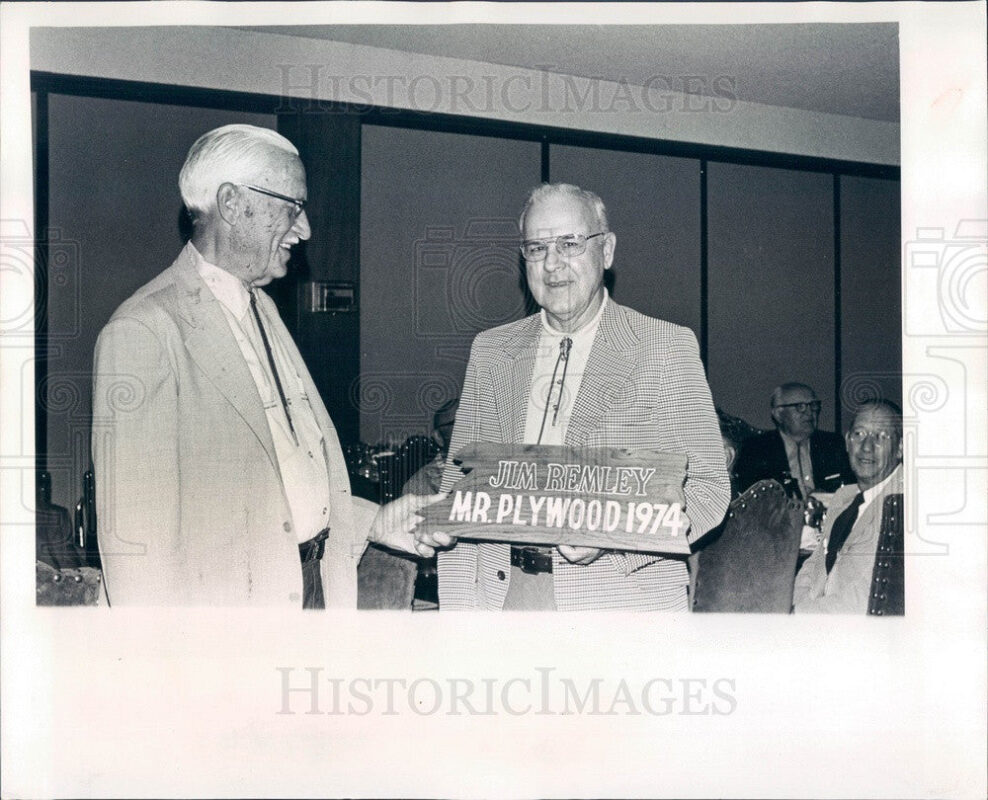 HISTORICIMAGES
JIM REMLEY
MR. PLYWOOD 1974
HISTORICIMAGES